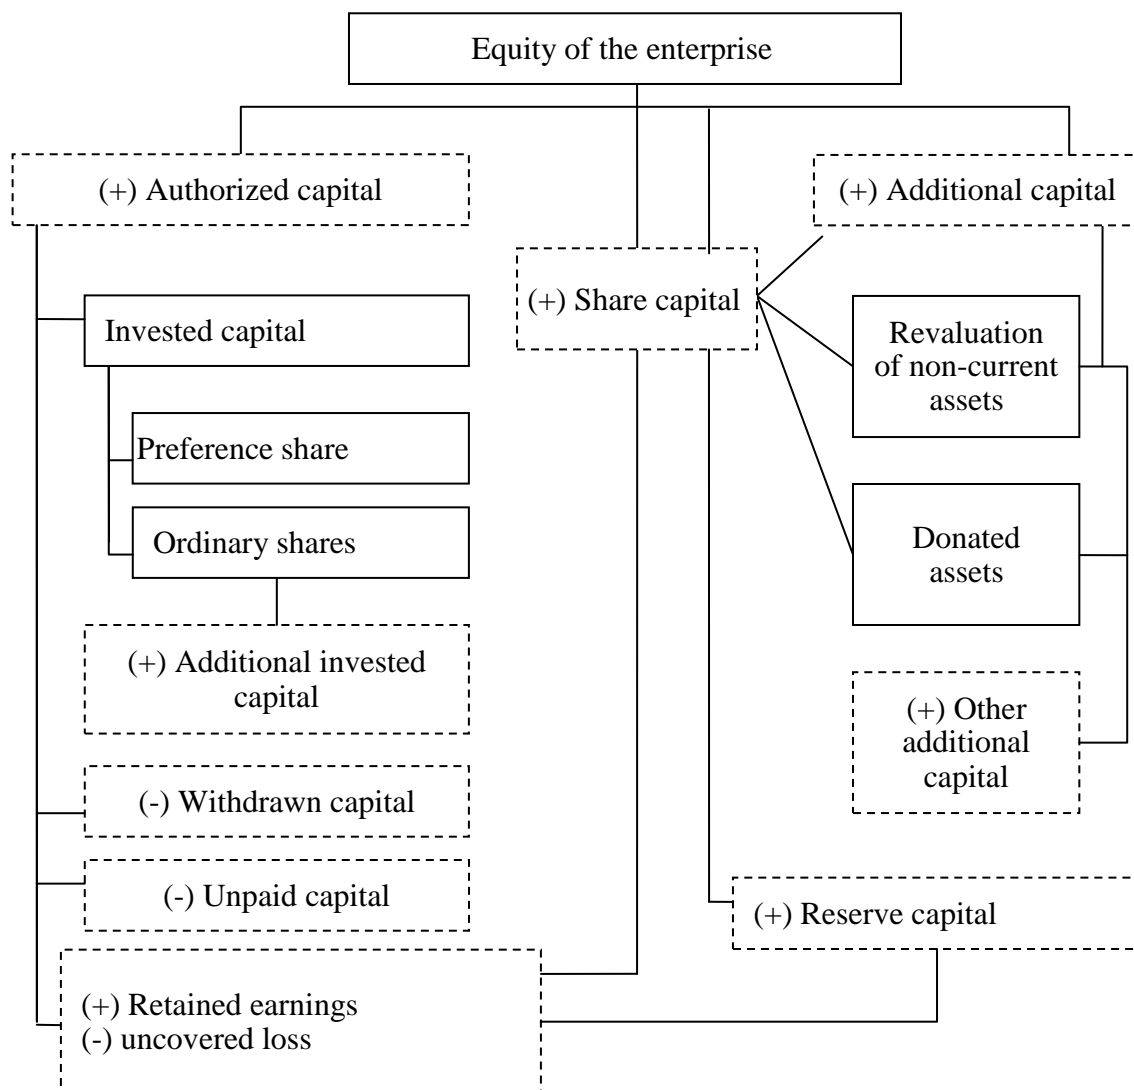 Equity of the enterprise
(+) Authorized capital
(+) Additional capital
(+) Share capital
Invested capital
Revaluation
of non-current
assets
Preference share
Ordinary shares
Donated
assets
(+) Additional invested
capital
(+) Other
additional
capital
(-) Withdrawn capital
(-) Unpaid capital
(+) Reserve capital
(+) Retained earnings
(-) uncovered loss